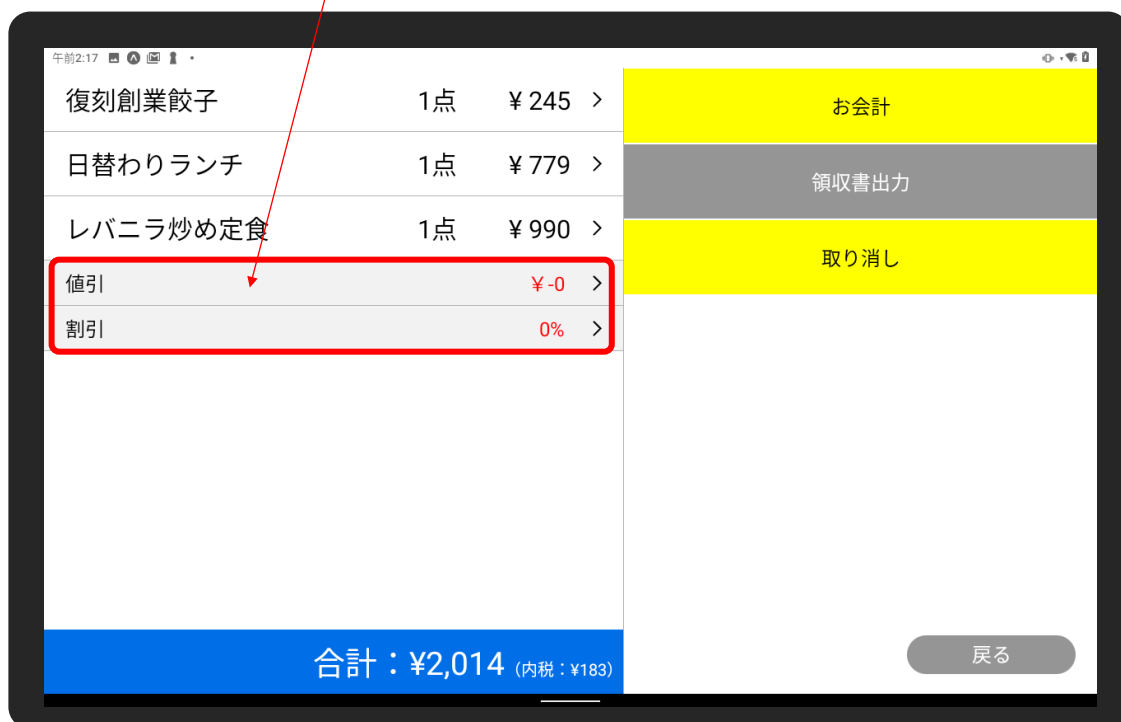 午前2:17
復刻創業餃子 1点 ¥ 245 >
日替わりランチ 1点 ¥ 779 >
レバニラ炒め定食 1点 ¥ 990 >
値引 ¥ -0 >
割引 0% >
合計：¥2,014 (内税：¥183)
お会計
領収書出力
取り消し
戻る